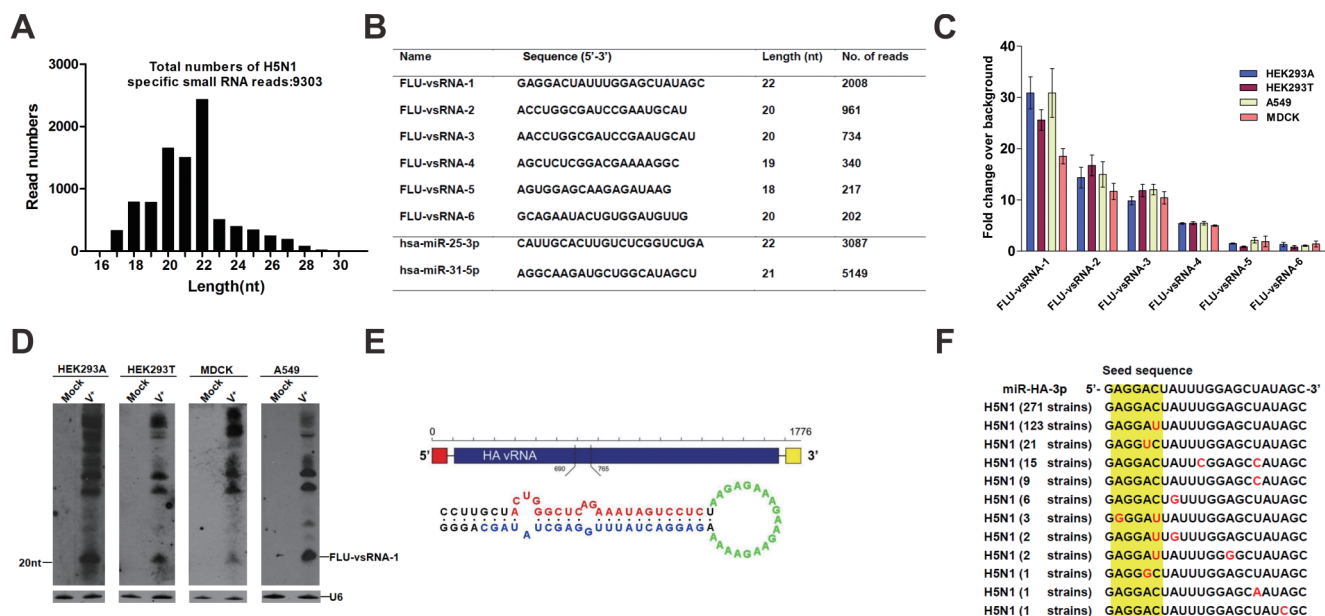 A
Total numbers of H5N1
specific small RNA reads:9303
Read numbers
3000
2000
1000
0
16 18 20 22 24 26 28 30
Length(nt)
B
Name Sequence (5'-3') Length (nt) No. of reads
FLU-vsRNA-1 GAGGACUAUUUGGAGCUAUAGC 22 2008
FLU-vsRNA-2 ACCUGGCGAUCCGAAUGCAU 20 961
FLU-vsRNA-3 AACCUGGCGAUCCGAAUGCAU 20 734
FLU-vsRNA-4 AGCUCUCGGACGAAAAGGC 19 340
FLU-vsRNA-5 AGUGGAGCAAGAGAUAAG 18 217
FLU-vsRNA-6 GCAGAAUACUGUGGAUGUUG 20 202
hsa-miR-25-3p CAUUGCACUUGUCUCGGUCUGA 22 3087
hsa-miR-31-5p AGGCAAGAUGCUGGCAUAGCU 21 5149
C
Fold change over background
40
30
20
10
0
HEK293A
HEK293T
A549
MDCK
FLU-vsRNA-1 FLU-vsRNA-2 FLU-vsRNA-3 FLU-vsRNA-4 FLU-vsRNA-5 FLU-vsRNA-6
D
HEK293A HEK293T MDCK A549
Mock V+ Mock V+ Mock V+ Mock V+
20nt
FLU-vsRNA-1
U6
E
0 1776
5' HA vRNA 3'
690 765
CCUUGCUACUGGGCUCAGAAAUAGUCCUCU
GGGACGAUAUCGAGGUUUAUCAGGAGA
F
Seed sequence
miR-HA-3p 5'- GAGGACUAUUUGGAGCUAUAGC-3'
H5N1 (271 strains) GAGGACUAUUUGGAGCUAUAGC
H5N1 (123 strains) GAGGAUUAUUUGGAGCUAUAGC
H5N1 (21 strains) GAGGUCUAUUUGGAGCUAUAGC
H5N1 (15 strains) GAGGACUAUUCGGAGCCAUAGC
H5N1 (9 strains) GAGGACUAUUUGGAGCCAUAGC
H5N1 (6 strains) GAGGACUGUUUGGAGCUAUAGC
H5N1 (3 strains) GGGGAUUAUUUGGAGCUAUAGC
H5N1 (2 strains) GAGGAUUGUUUGGAGCUAUAGC
H5N1 (2 strains) GAGGAUUAUUUGGGGCUAUAGC
H5N1 (1 strains) GAGGGCUAUUUGGAGCUAUAGC
H5N1 (1 strains) GAGGACUAUUUGGAGCAAUAGC
H5N1 (1 strains) GAGGACUAUUUGGAGCUAUCGC